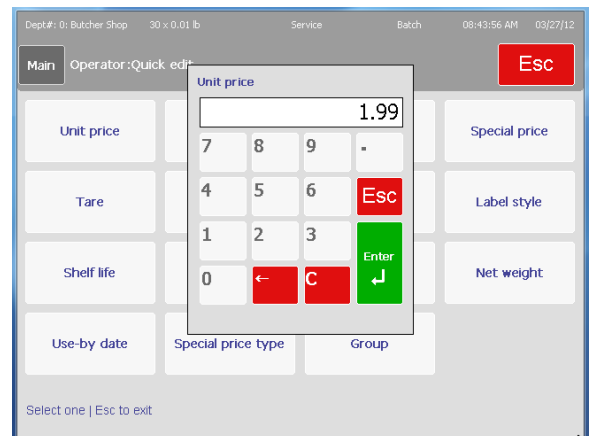 Dept#: 0: Butcher Shop 30 x 0.01 lb Service Batch 08:43:56 AM 03/27/12
Main Operator:Quick edit Esc
Unit price
1.99
Unit price Special price
7 8 9 .
Tare 4 5 6 Esc Label style
1 2 3
Enter
Shelf life 0 ← C ↵ Net weight
Use-by date Special price type Group
Select one | Esc to exit